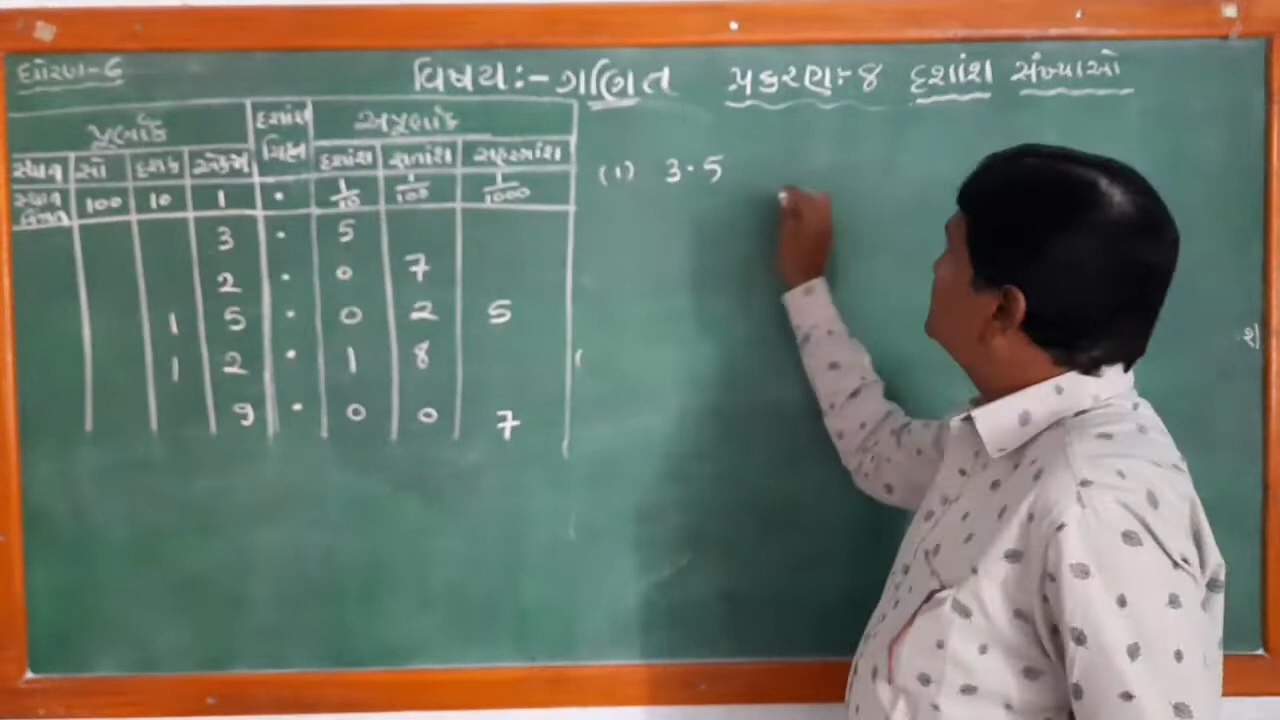 ધોરણ-૬ વિષય:- ગણિત પ્રકરણ:-૪ દશાંશ સંખ્યાઓ
પૂર્ણાંક દશાંશ ચિહ્ન અપૂર્ણાંક
સ્થાન સો દશક એકમ દશાંશ શતાંશ સહસ્ત્રાંશ
સ્થાન કિંમત 100 10 1 . 1/10 1/100 1/1000
3 . 5
2 . 0 7
1 5 . 0 2 5
1 2 . 1 8
9 . 0 0 7
(1) 3.5